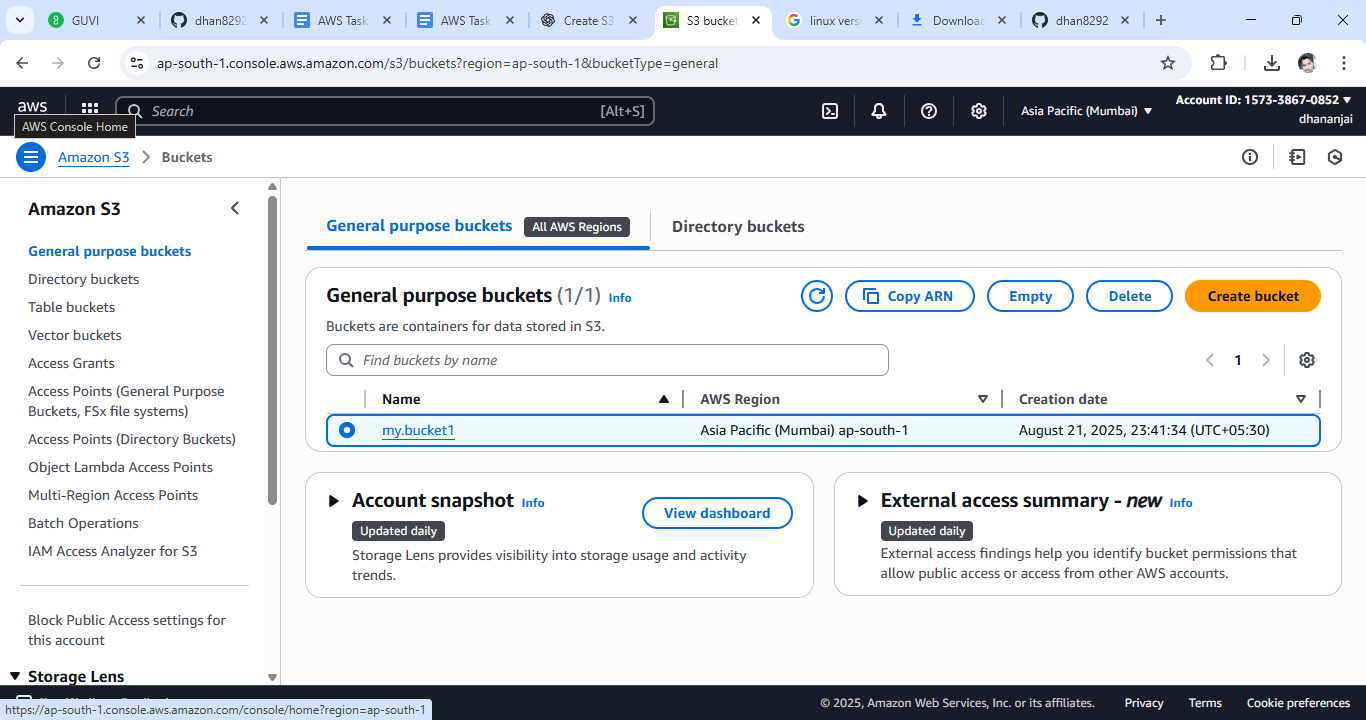 GUVI
dhan8292
AWS Task
AWS Task
Create S3
S3 bucket
linux versi
Download
dhan8292
ap-south-1.console.aws.amazon.com/s3/buckets?region=ap-south-1&bucketType=general
aws
Search
[Alt+S]
Asia Pacific (Mumbai)
Account ID: 1573-3867-0852
dhananjai
AWS Console Home
Amazon S3
Buckets
Amazon S3
General purpose buckets
Directory buckets
Table buckets
Vector buckets
Access Grants
Access Points (General Purpose
Buckets, FSx file systems)
Access Points (Directory Buckets)
Object Lambda Access Points
Multi-Region Access Points
Batch Operations
IAM Access Analyzer for S3
Block Public Access settings for
this account
Storage Lens
General purpose buckets All AWS Regions
Directory buckets
General purpose buckets (1/1) Info
Copy ARN
Empty
Delete
Create bucket
Buckets are containers for data stored in S3.
Find buckets by name
1
Name AWS Region Creation date
my.bucket1 Asia Pacific (Mumbai) ap-south-1 August 21, 2025, 23:41:34 (UTC+05:30)
Account snapshot Info
Updated daily
View dashboard
Storage Lens provides visibility into storage usage and activity
trends.
External access summary - new Info
Updated daily
External access findings help you identify bucket permissions that
allow public access or access from other AWS accounts.
© 2025, Amazon Web Services, Inc. or its affiliates.
Privacy
Terms
Cookie preferences
https://ap-south-1.console.aws.amazon.com/console/home?region=ap-south-1